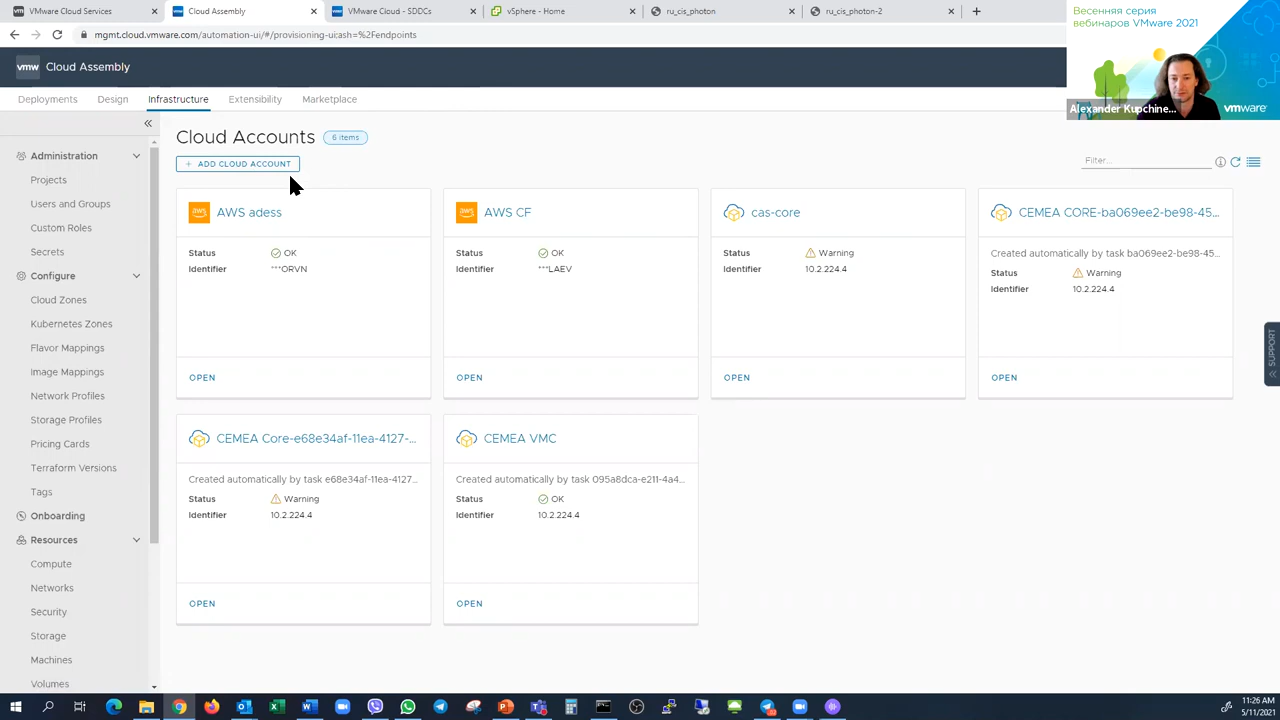 VMware Cloud Services
Cloud Assembly
VMware Cloud - SDDCs
vSphere - Home
ru_cis_photon
ru_cis_photon-2
mgmt.cloud.vmware.com/automation-ui/#/provisioning-ui;ash=%2Fendpoints
Весенняя серия
вебинаров VMware 2021
Alexander Kupchine...
vmware
vmw Cloud Assembly
Deployments
Design
Infrastructure
Extensibility
Marketplace
Administration
Projects
Users and Groups
Custom Roles
Secrets
Configure
Cloud Zones
Kubernetes Zones
Flavor Mappings
Image Mappings
Network Profiles
Storage Profiles
Pricing Cards
Terraform Versions
Tags
Onboarding
Resources
Compute
Networks
Security
Storage
Machines
Volumes
Cloud Accounts 6 items
+ ADD CLOUD ACCOUNT
Filter...
aws AWS adess
Status OK
Identifier ***ORVN
OPEN
aws AWS CF
Status OK
Identifier ***LAEV
OPEN
cas-core
Status Warning
Identifier 10.2.224.4
OPEN
CEMEA CORE-ba069ee2-be98-45...
Created automatically by task ba069ee2-be98-45...
Status Warning
Identifier 10.2.224.4
OPEN
CEMEA Core-e68e34af-11ea-4127-...
Created automatically by task e68e34af-11ea-4127...
Status Warning
Identifier 10.2.224.4
OPEN
CEMEA VMC
Created automatically by task 095a8dca-e211-4a4...
Status OK
Identifier 10.2.224.4
OPEN
SUPPORT
11:26 AM
5/11/2021